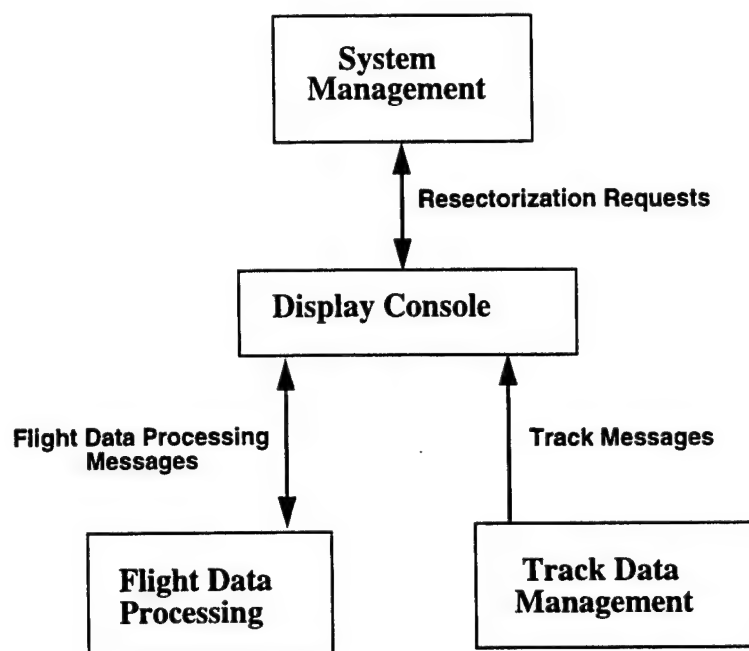 System
Management
Resectorization Requests
Display Console
Flight Data Processing
Messages
Track Messages
Flight Data
Processing
Track Data
Management